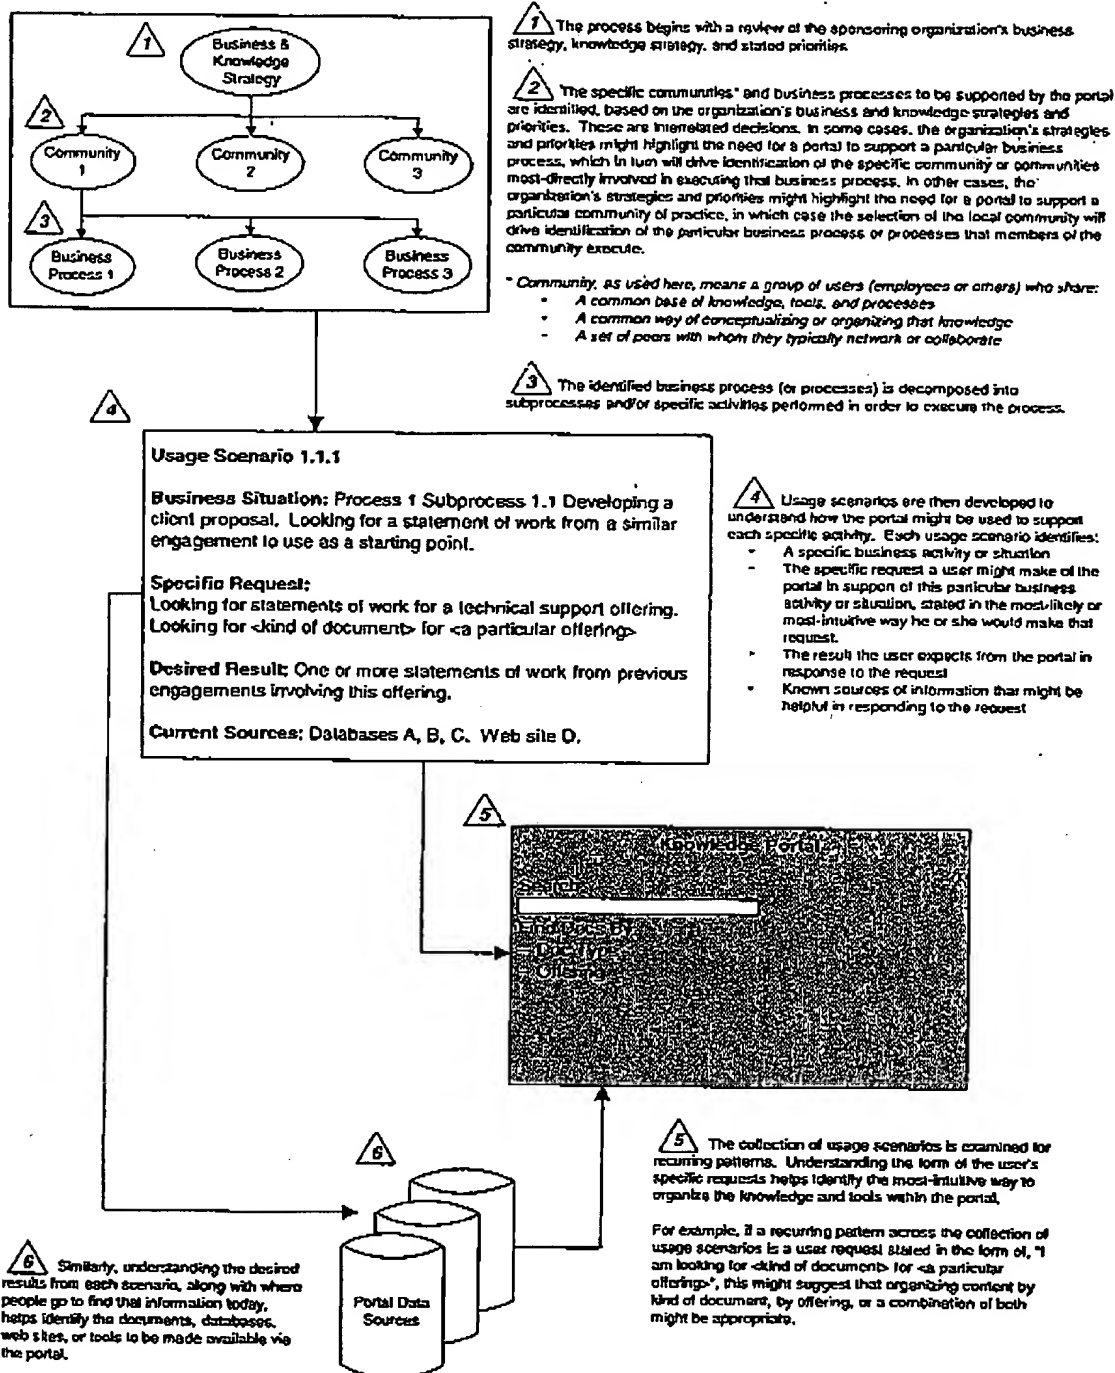 1
Business &
Knowledge
Strategy
2
Community
1
Community
2
Community
3
3
Business
Process 1
Business
Process 2
Business
Process 3
1 The process begins with a review of the sponsoring organization's business
strategy, knowledge strategy, and stated priorities
2 The specific communities* and business processes to be supported by the portal
are identified, based on the organization's business and knowledge strategies and
priorities. These are interrelated decisions. In some cases, the organization's strategies
and priorities might highlight the need for a portal to support a particular business
process, which in turn will drive identification of the specific community or communities
most-directly involved in executing that business process. In other cases, the
organization's strategies and priorities might highlight the need for a portal to support a
particular community of practice, in which case the selection of the local community will
drive identification of the particular business process or processes that members of the
community execute.
* Community, as used here, means a group of users (employees or others) who share:
- A common base of knowledge, tools, and processes
- A common way of conceptualizing or organizing that knowledge
- A set of peers with whom they typically network or collaborate
3 The identified business process (or processes) is decomposed into
subprocesses and/or specific activities performed in order to execute the process.
4
Usage Scenario 1.1.1
Business Situation: Process 1 Subprocess 1.1 Developing a
client proposal. Looking for a statement of work from a similar
engagement to use as a starting point.
Specific Request:
Looking for statements of work for a technical support offering.
Looking for <kind of document> for <a particular offering>
Desired Result: One or more statements of work from previous
engagements involving this offering.
Current Sources: Databases A, B, C. Web site D.
4 Usage scenarios are then developed to
understand how the portal might be used to support
each specific activity. Each usage scenario identifies:
- A specific business activity or situation
- The specific request a user might make of the
portal in support of this particular business
activity or situation, stated in the most-likely or
most-intuitive way he or she would make that
request.
- The result the user expects from the portal in
response to the request
- Known sources of information that might be
helpful in responding to the request
5
Knowledge Portal
Search
Find Docs By
- Doc Type
- Offering
6
Portal Data
Sources
5 The collection of usage scenarios is examined for
recurring patterns. Understanding the form of the user's
specific requests helps identify the most-intuitive way to
organize the knowledge and tools within the portal.
For example, if a recurring pattern across the collection of
usage scenarios is a user request stated in the form of, "I
am looking for <kind of document> for <a particular
offering>", this might suggest that organizing content by
kind of document, by offering, or a combination of both
might be appropriate.
6 Similarly, understanding the desired
results from each scenario, along with where
people go to find that information today,
helps identify the documents, databases,
web sites, or tools to be made available via
the portal.